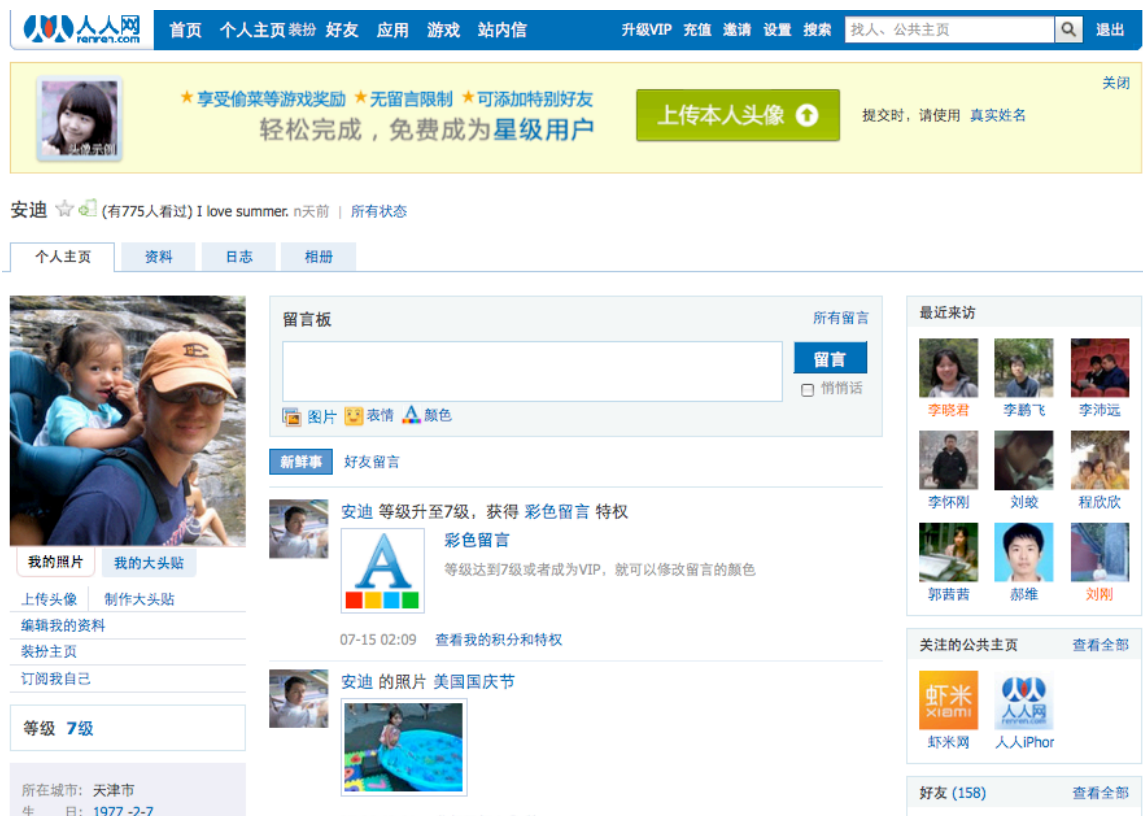 人人网 首页 个人主页 装扮 好友 应用 游戏 站内信 升级VIP 充值 邀请 设置 搜索 找人、公共主页 退出
renren.com
关闭
★享受偷菜等游戏奖励 ★无留言限制 ★可添加特别好友
轻松完成，免费成为星级用户
上传本人头像
提交时，请使用 真实姓名
头像示例
安迪 (有775人看过) I love summer. n天前 | 所有状态
个人主页 资料 日志 相册
我的照片 我的大头贴
上传头像 制作大头贴
编辑我的资料
装扮主页
订阅我自己
等级 7级
所在城市: 天津市
生 日: 1977 -2-7
留言板 所有留言
留言
悄悄话
图片 表情 A 颜色
新鲜事 好友留言
安迪 等级升至7级，获得 彩色留言 特权
A
彩色留言
等级达到7级或者成为VIP，就可以修改留言的颜色
07-15 02:09 查看我的积分和特权
安迪 的照片 美国国庆节
最近来访
李晓君 李鹏飞 李沛远
李怀刚 刘蛟 程欣欣
郭茜茜 郝维 刘刚
关注的公共主页 查看全部
虾米 人人网
xiami renren.com
虾米网 人人iPhor
好友 (158) 查看全部